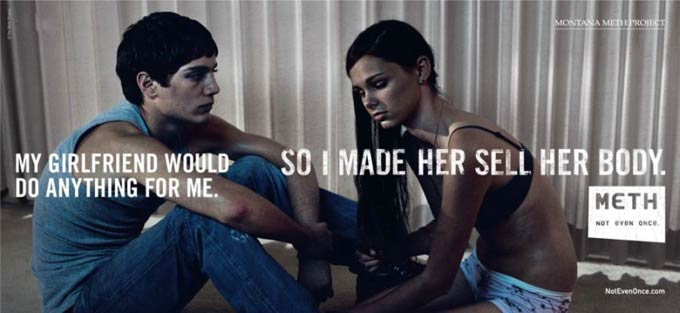 MONTANA METH PROJECT
MY GIRLFRIEND WOULD
DO ANYTHING FOR ME.
SO I MADE HER SELL HER BODY.
METH
NOT EVEN ONCE.
NotEvenOnce.com